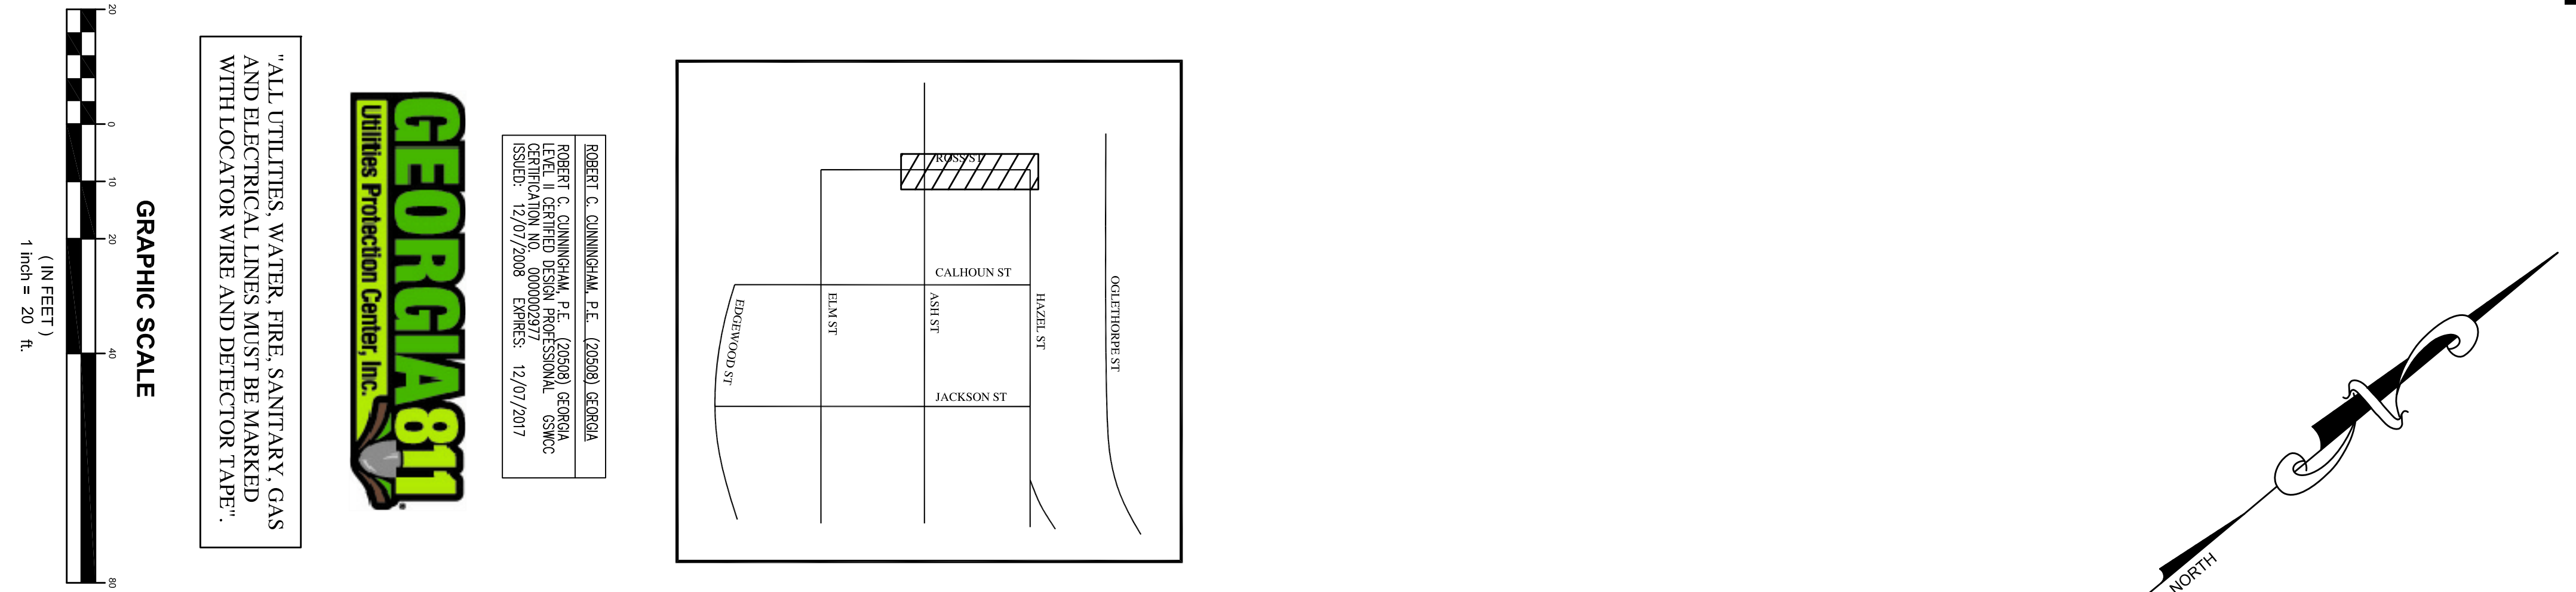 20
0
10
20
40
80
GRAPHIC SCALE
( IN FEET )
1 inch = 20 ft.
"ALL UTILITIES, WATER, FIRE, SANITARY, GAS
AND ELECTRICAL LINES MUST BE MARKED
WITH LOCATOR WIRE AND DETECTOR TAPE".
GEORGIA811
Utilities Protection Center, Inc.
ROBERT C. CUNNINGHAM, P.E. (20508) GEORGIA
ROBERT C. CUNNINGHAM, P.E. (20508) GEORGIA
LEVEL II CERTIFIED DESIGN PROFESSIONAL GSWCC
CERTIFICATION NO. 0000002977
ISSUED: 12/07/2008 EXPIRES: 12/07/2017
ROSS ST
CALHOUN ST
EDGEWOOD ST
ELM ST
ASH ST
HAZEL ST
OGLETHORPE ST
JACKSON ST
NORTH